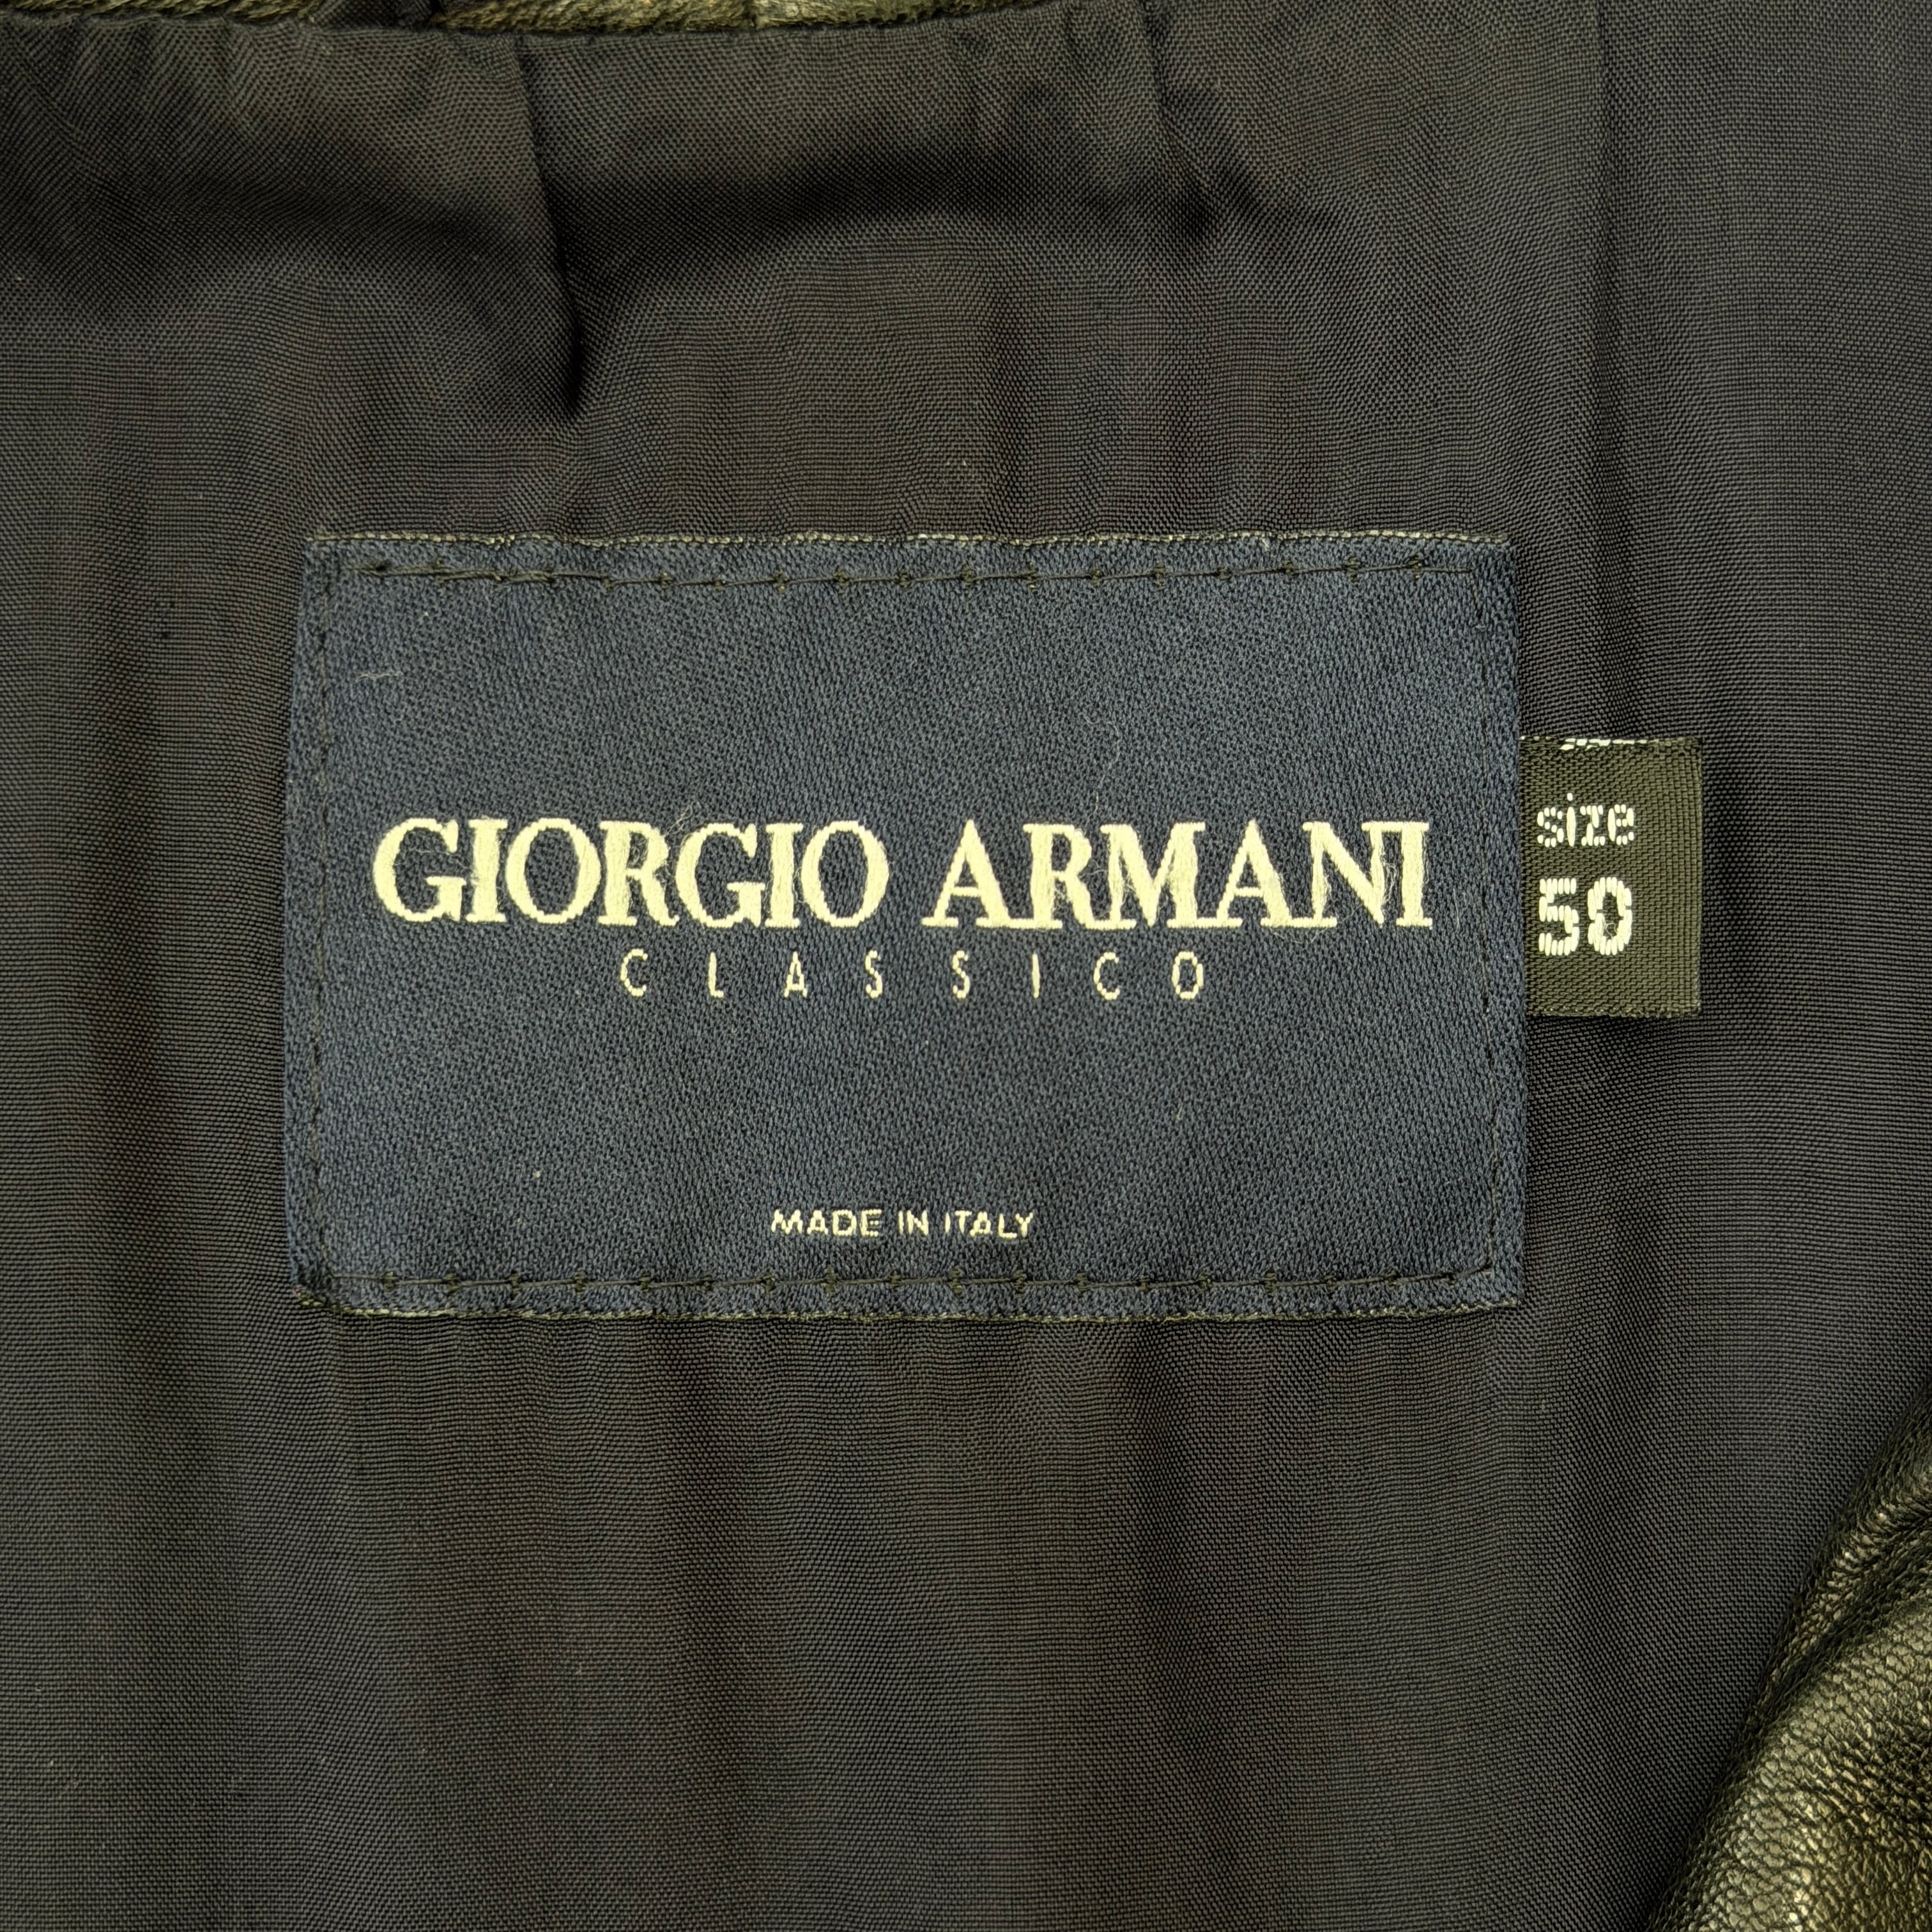 GIORGIO ARMANI
CLASSICO
MADE IN ITALY
size
50